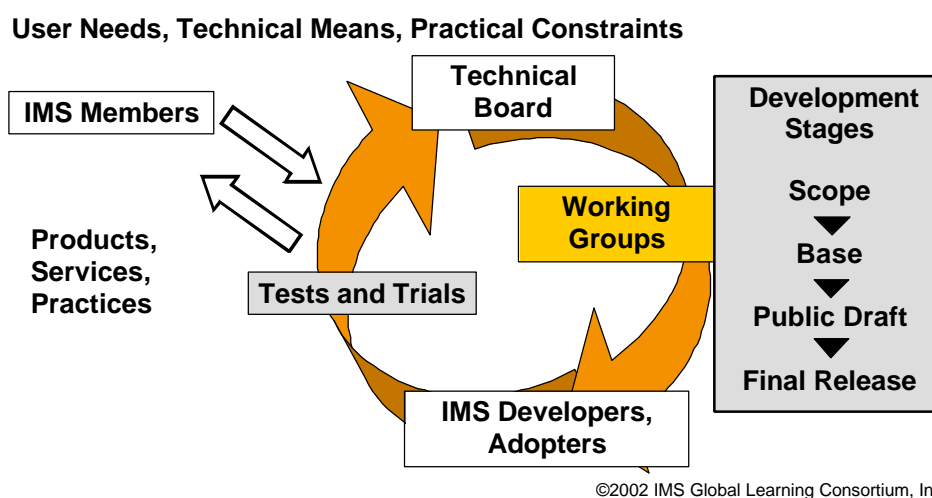 User Needs, Technical Means, Practical Constraints
Technical
Board
IMS Members
Development
Stages
Scope
Working
Groups
Base
Products,
Services,
Practices
Tests and Trials
Public Draft
Final Release
IMS Developers,
Adopters
©2002 IMS Global Learning Consortium, In